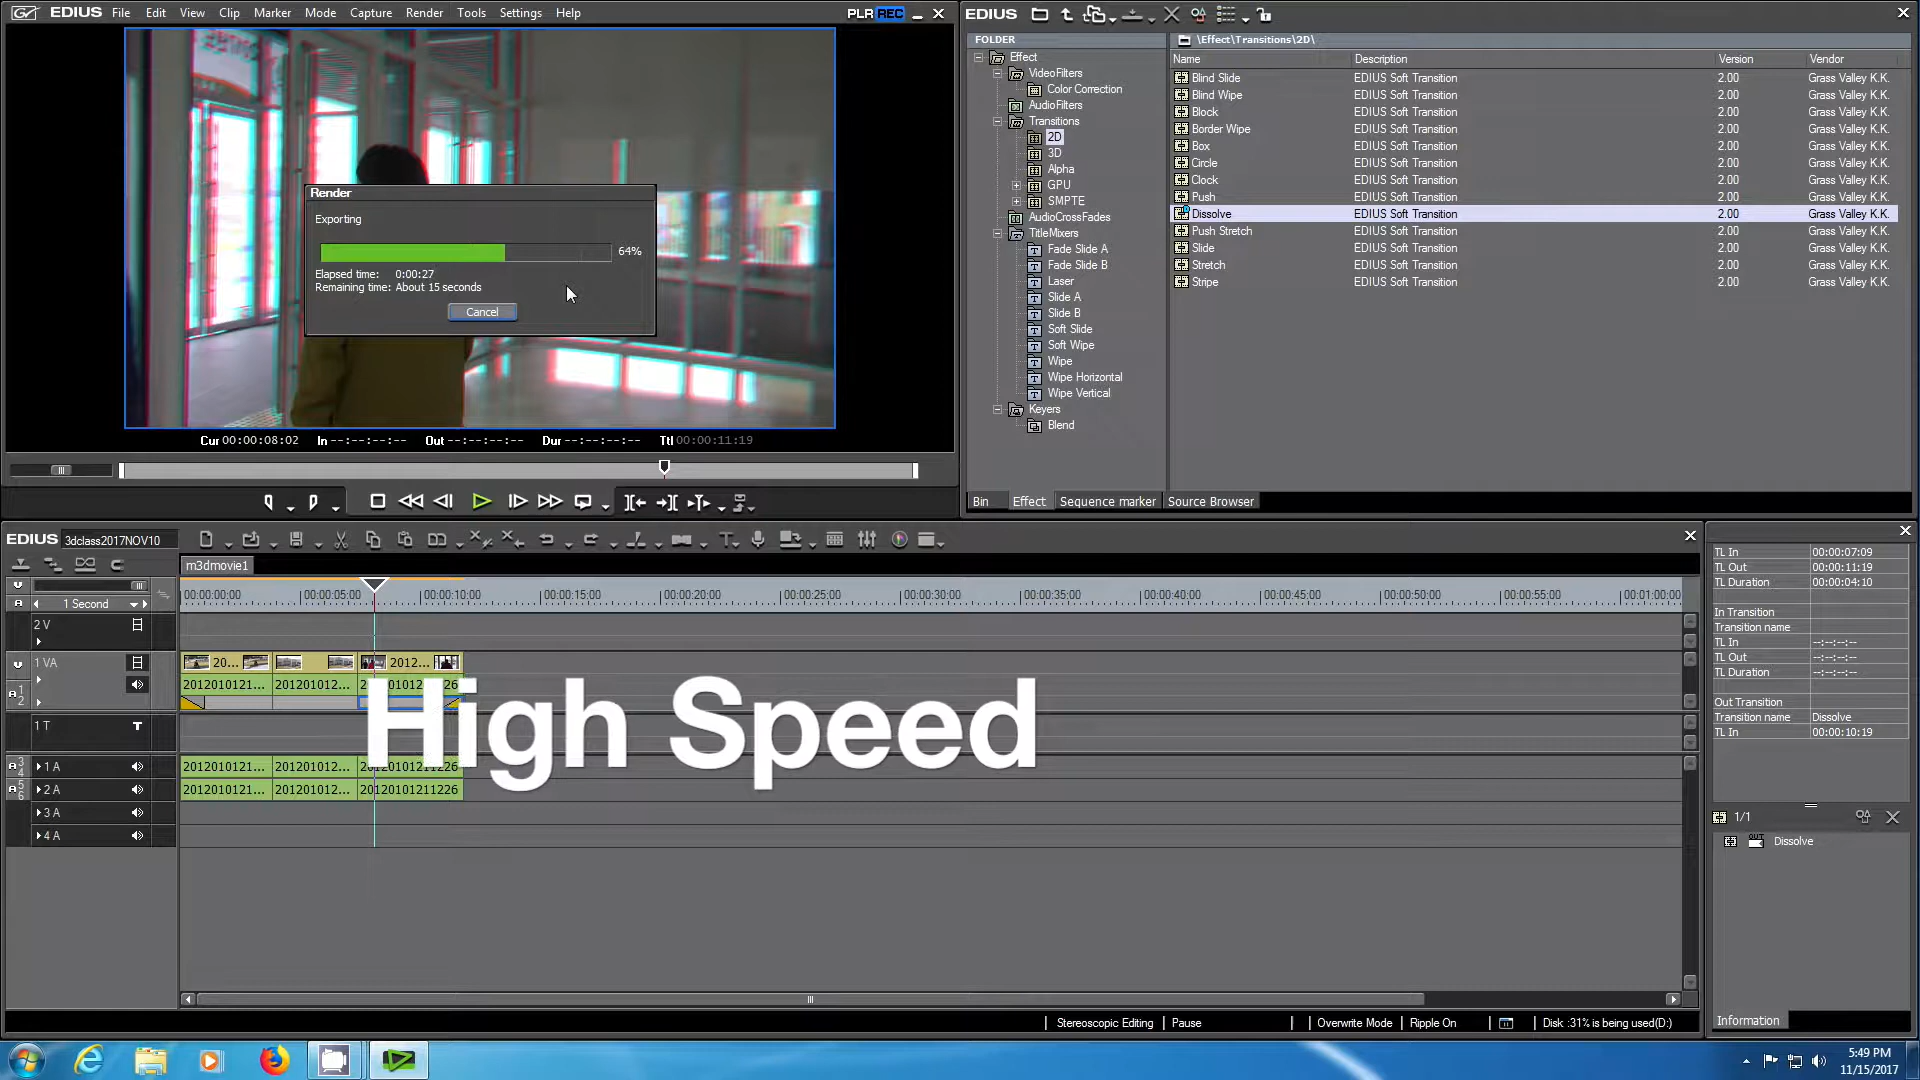 EDIUS File Edit View Clip Marker Mode Capture Render Tools Settings Help PLR REC
Render
Exporting
64%
Elapsed time: 0:00:27
Remaining time: About 15 seconds
Cancel
Cur 00:00:08:02 In --:--:--:-- Out --:--:--:-- Dur --:--:--:-- Ttl 00:00:11:19
EDIUS
FOLDER
Effect
VideoFilters
Color Correction
AudioFilters
Transitions
2D
3D
Alpha
GPU
SMPTE
AudioCrossFades
TitleMixers
Fade Slide A
Fade Slide B
Laser
Slide A
Slide B
Soft Slide
Soft Wipe
Wipe
Wipe Horizontal
Wipe Vertical
Keyers
Blend
\Effect\Transitions\2D\
Name Description Version Vendor
Blind Slide EDIUS Soft Transition 2.00 Grass Valley K.K.
Blind Wipe EDIUS Soft Transition 2.00 Grass Valley K.K.
Block EDIUS Soft Transition 2.00 Grass Valley K.K.
Border Wipe EDIUS Soft Transition 2.00 Grass Valley K.K.
Box EDIUS Soft Transition 2.00 Grass Valley K.K.
Circle EDIUS Soft Transition 2.00 Grass Valley K.K.
Clock EDIUS Soft Transition 2.00 Grass Valley K.K.
Push EDIUS Soft Transition 2.00 Grass Valley K.K.
Dissolve EDIUS Soft Transition 2.00 Grass Valley K.K.
Push Stretch EDIUS Soft Transition 2.00 Grass Valley K.K.
Slide EDIUS Soft Transition 2.00 Grass Valley K.K.
Stretch EDIUS Soft Transition 2.00 Grass Valley K.K.
Stripe EDIUS Soft Transition 2.00 Grass Valley K.K.
Bin Effect Sequence marker Source Browser
EDIUS 3dclass2017NOV10
m3dmovie1
1 Second
00:00:00:00 00:00:05:00 00:00:10:00 00:00:15:00 00:00:20:00 00:00:25:00 00:00:30:00 00:00:35:00 00:00:40:00 00:00:45:00 00:00:50:00 00:00:55:00 00:01:00:00
2 V
1 VA 20... 2012...
2012010121... 201201012...
1 2
1 T
High Speed
3 4 1 A 2012010121... 201201012... 20120101211226
5 6 2 A 2012010121... 201201012... 20120101211226
3 A
4 A
TL In 00:00:07:09
TL Out 00:00:11:19
TL Duration 00:00:04:10
In Transition
Transition name
TL In --:--:--:--
TL Out --:--:--:--
TL Duration --:--:--:--
Out Transition
Transition name Dissolve
TL In 00:00:10:19
1/1
OUT Dissolve
Information
Stereoscopic Editing Pause Overwrite Mode Ripple On Disk :31% is being used(D:)
5:49 PM
11/15/2017